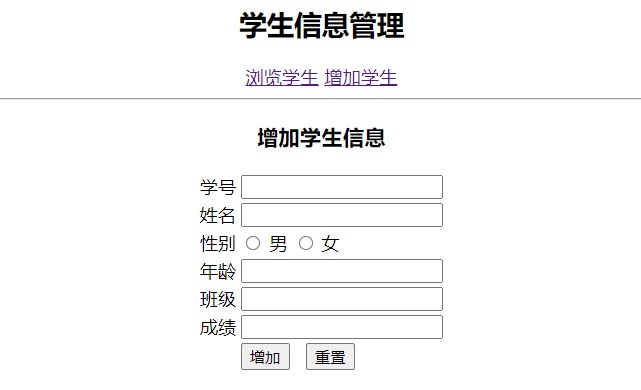 学生信息管理
浏览学生 增加学生
增加学生信息
学号
姓名
性别 男 女
年龄
班级
成绩
增加 重置